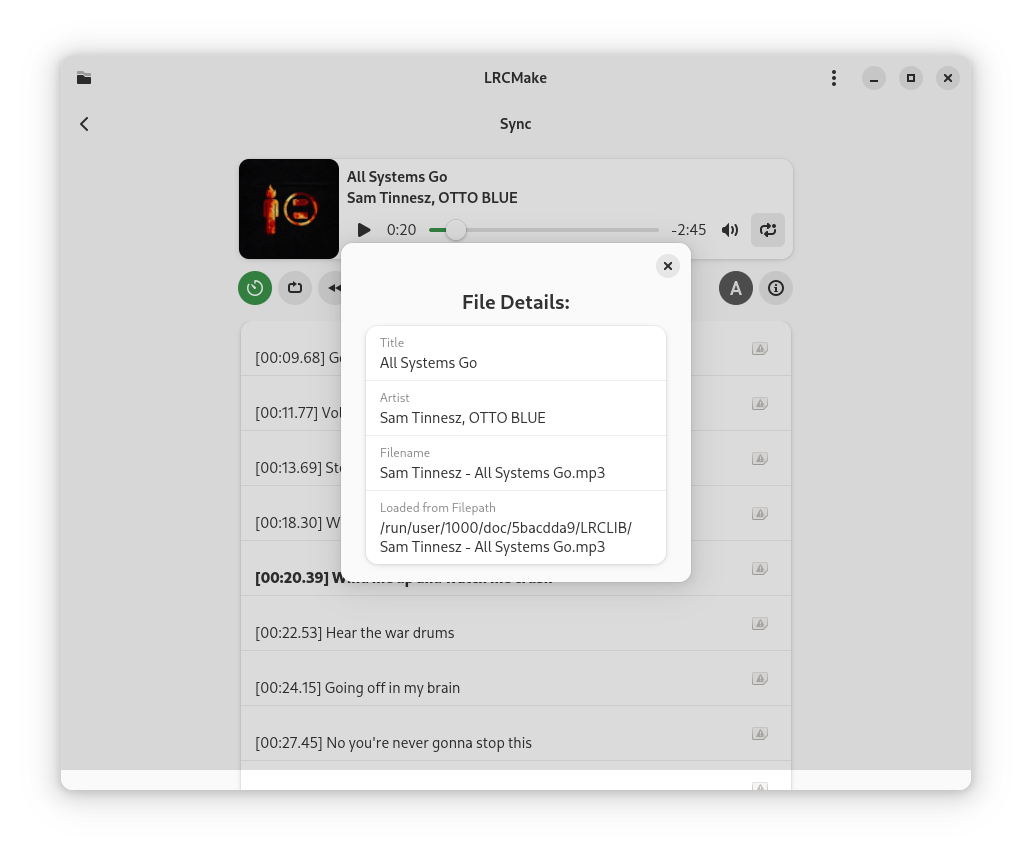 LRCMake
Sync
All Systems Go
Sam Tinnesz, OTTO BLUE
0:20
-2:45
A
File Details:
Title
All Systems Go
Artist
Sam Tinnesz, OTTO BLUE
Filename
Sam Tinnesz - All Systems Go.mp3
Loaded from Filepath
/run/user/1000/doc/5bacdda9/LRCLIB/
Sam Tinnesz - All Systems Go.mp3
[00:09.68]
[00:11.77]
[00:13.69]
[00:18.30]
[00:20.39]
[00:22.53] Hear the war drums
[00:24.15] Going off in my brain
[00:27.45] No you're never gonna stop this